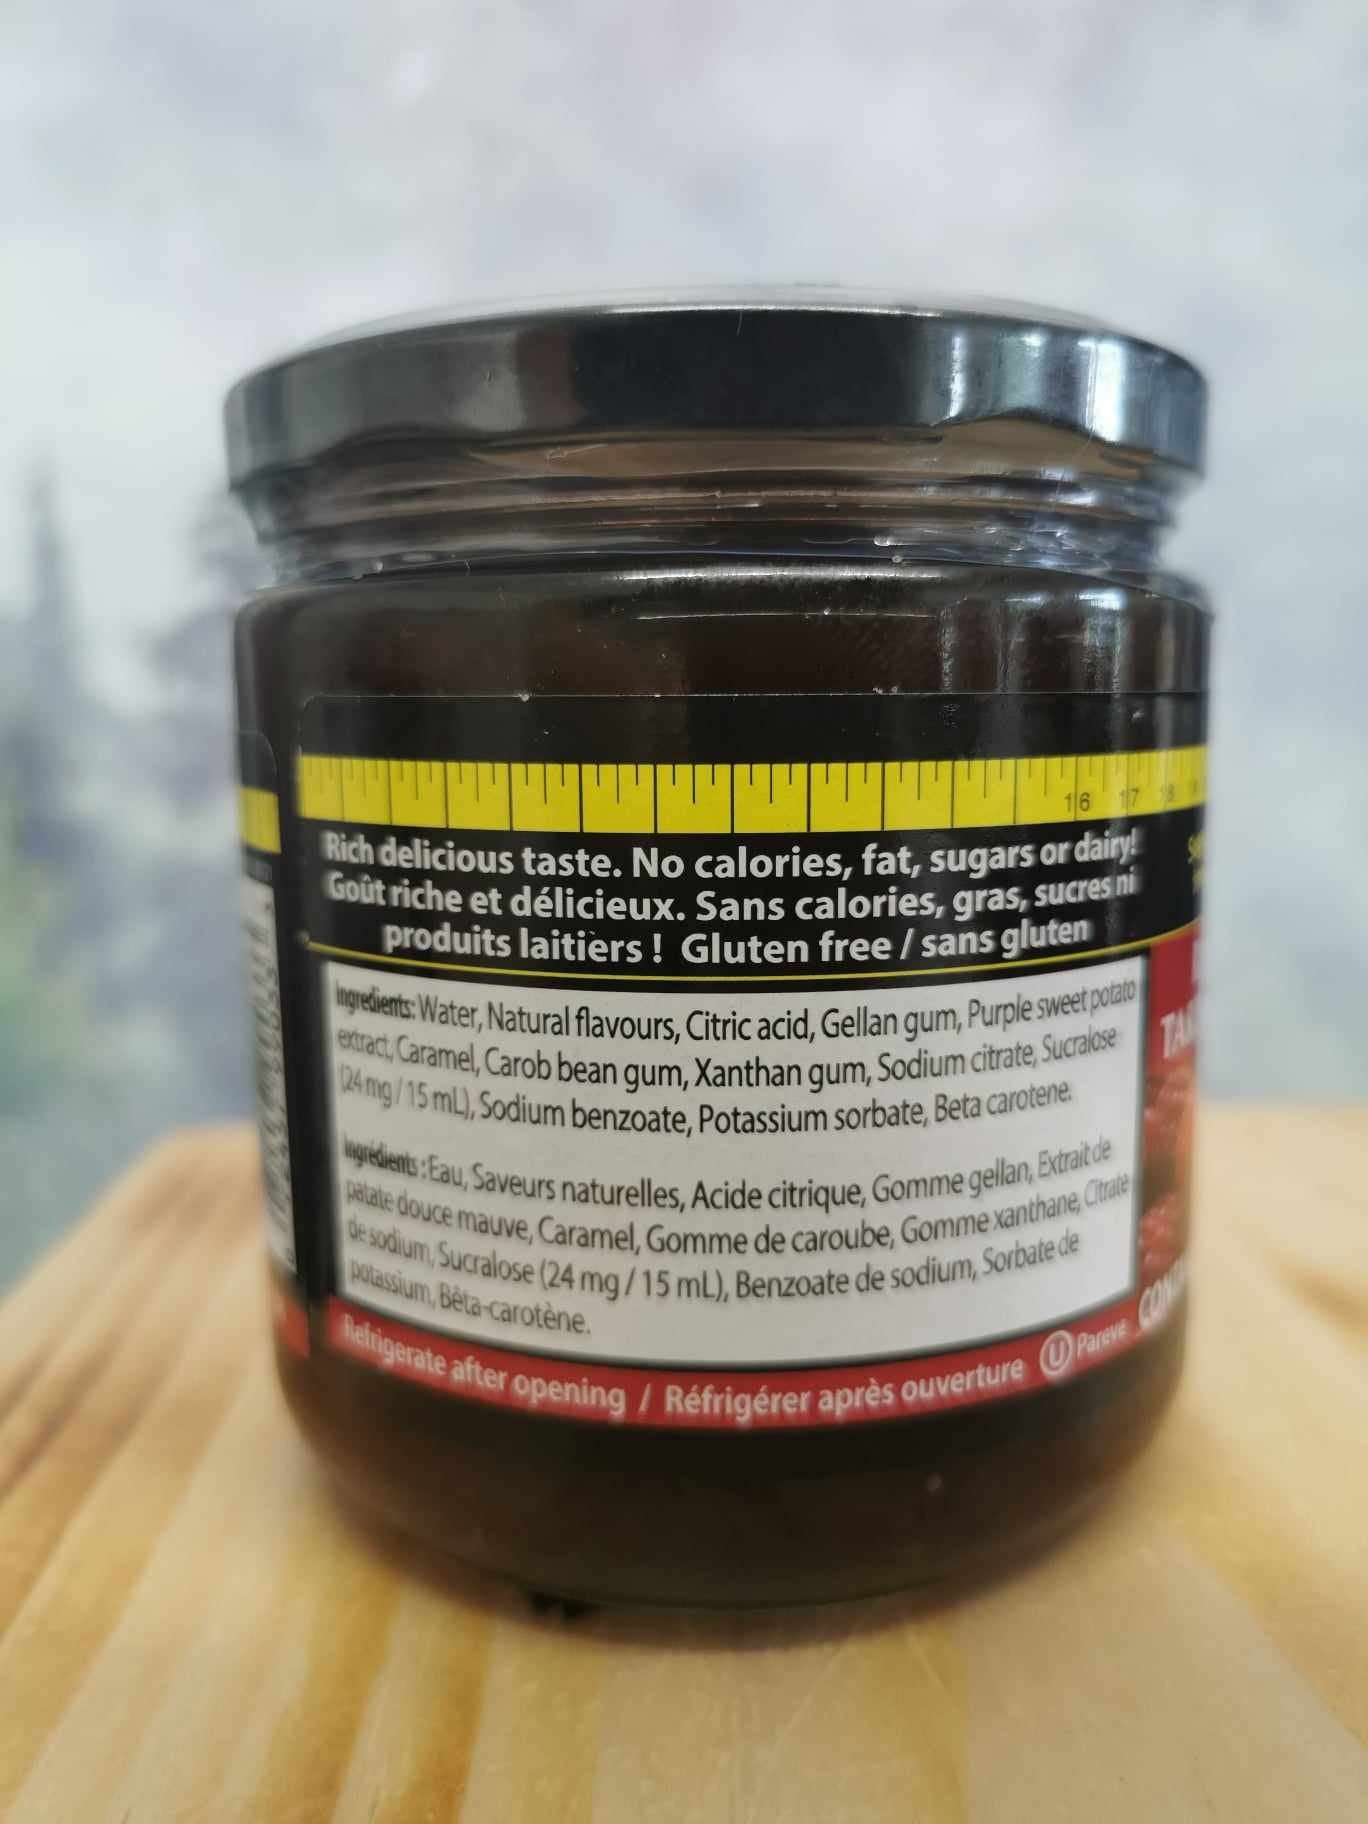 16 17 18
Rich delicious taste. No calories, fat, sugars or dairy!
Goût riche et délicieux. Sans calories, gras, sucres ni
produits laitiers ! Gluten free / sans gluten
Ingredients: Water, Natural flavours, Citric acid, Gellan gum, Purple sweet potato
extract, Caramel, Carob bean gum, Xanthan gum, Sodium citrate, Sucralose
(24 mg / 15 mL), Sodium benzoate, Potassium sorbate, Beta carotene.
Ingrédients : Eau, Saveurs naturelles, Acide citrique, Gomme gellan, Extrait de
patate douce mauve, Caramel, Gomme de caroube, Gomme xanthane, Citrate
de sodium, Sucralose (24 mg / 15 mL), Benzoate de sodium, Sorbate de
potassium, Bêta-carotène.
Refrigerate after opening / Réfrigérer après ouverture U Pareve